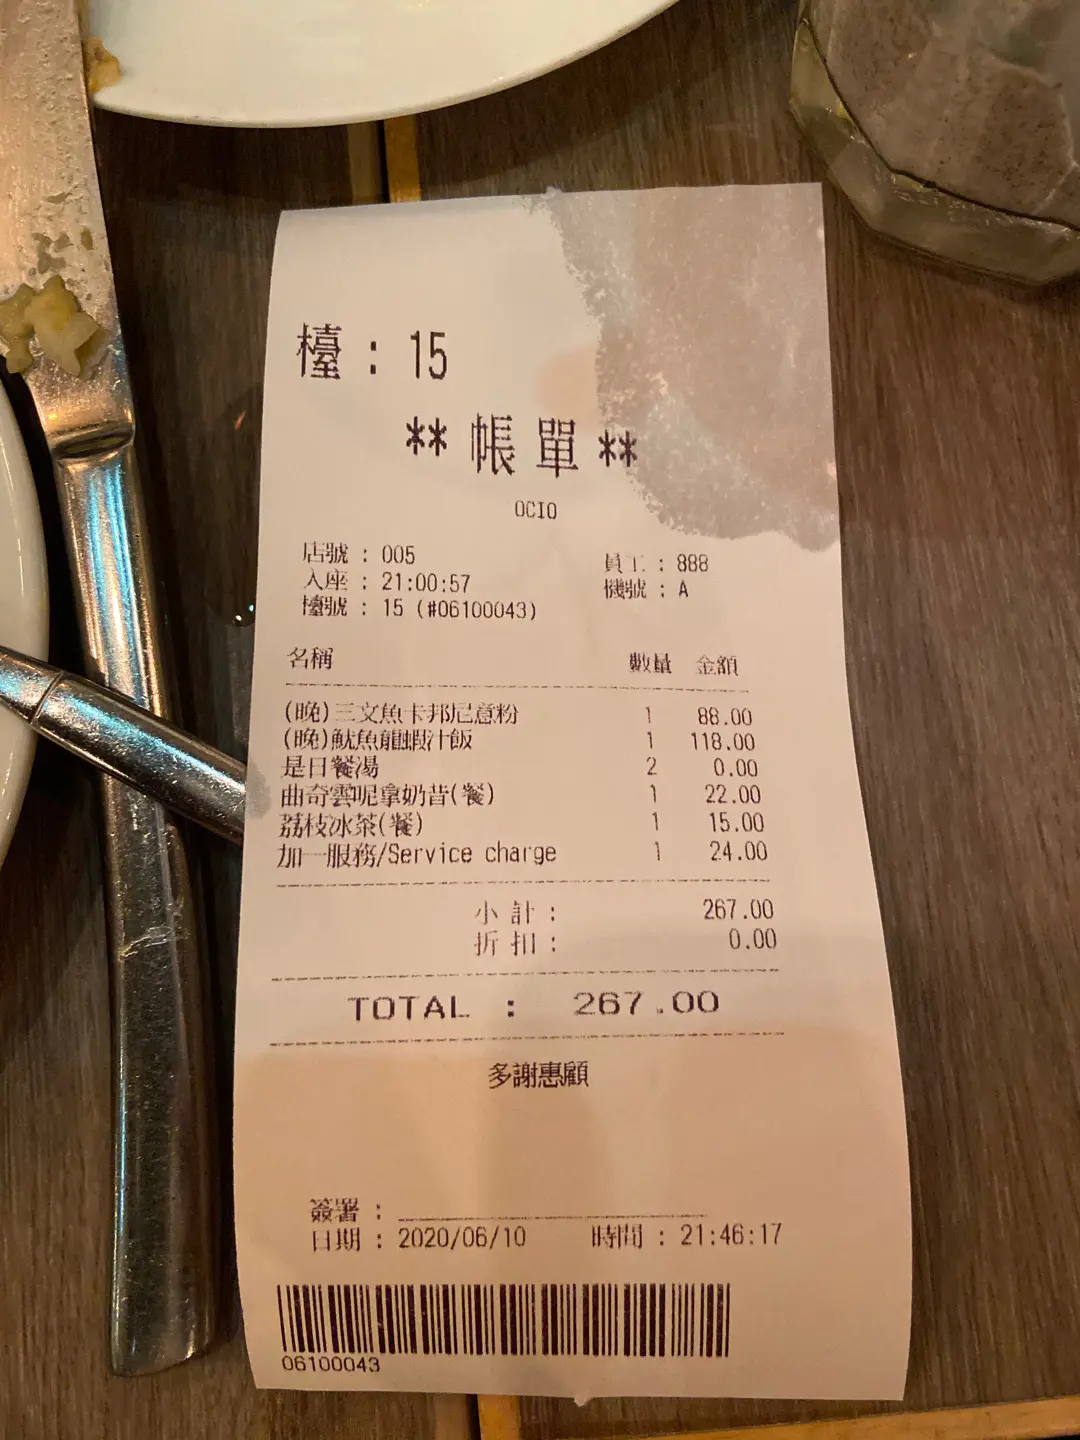 檯 : 15
** 帳 單 **
OCIO
店號 : 005
員工 : 888
入座 : 21:00:57
機號 : A
檯號 : 15 (#06100043)
名稱 數量 金額
(晚)三文魚卡邦尼意粉 1 88.00
(晚)魷魚龍蝦汁飯 1 118.00
是日餐湯 2 0.00
曲奇雲呢拿奶昔(餐) 1 22.00
荔枝冰茶(餐) 1 15.00
加一服務/Service charge 1 24.00
小 計 : 267.00
折 扣 : 0.00
TOTAL : 267.00
多謝惠顧
簽署 :
日期 : 2020/06/10 時間 : 21:46:17
06100043